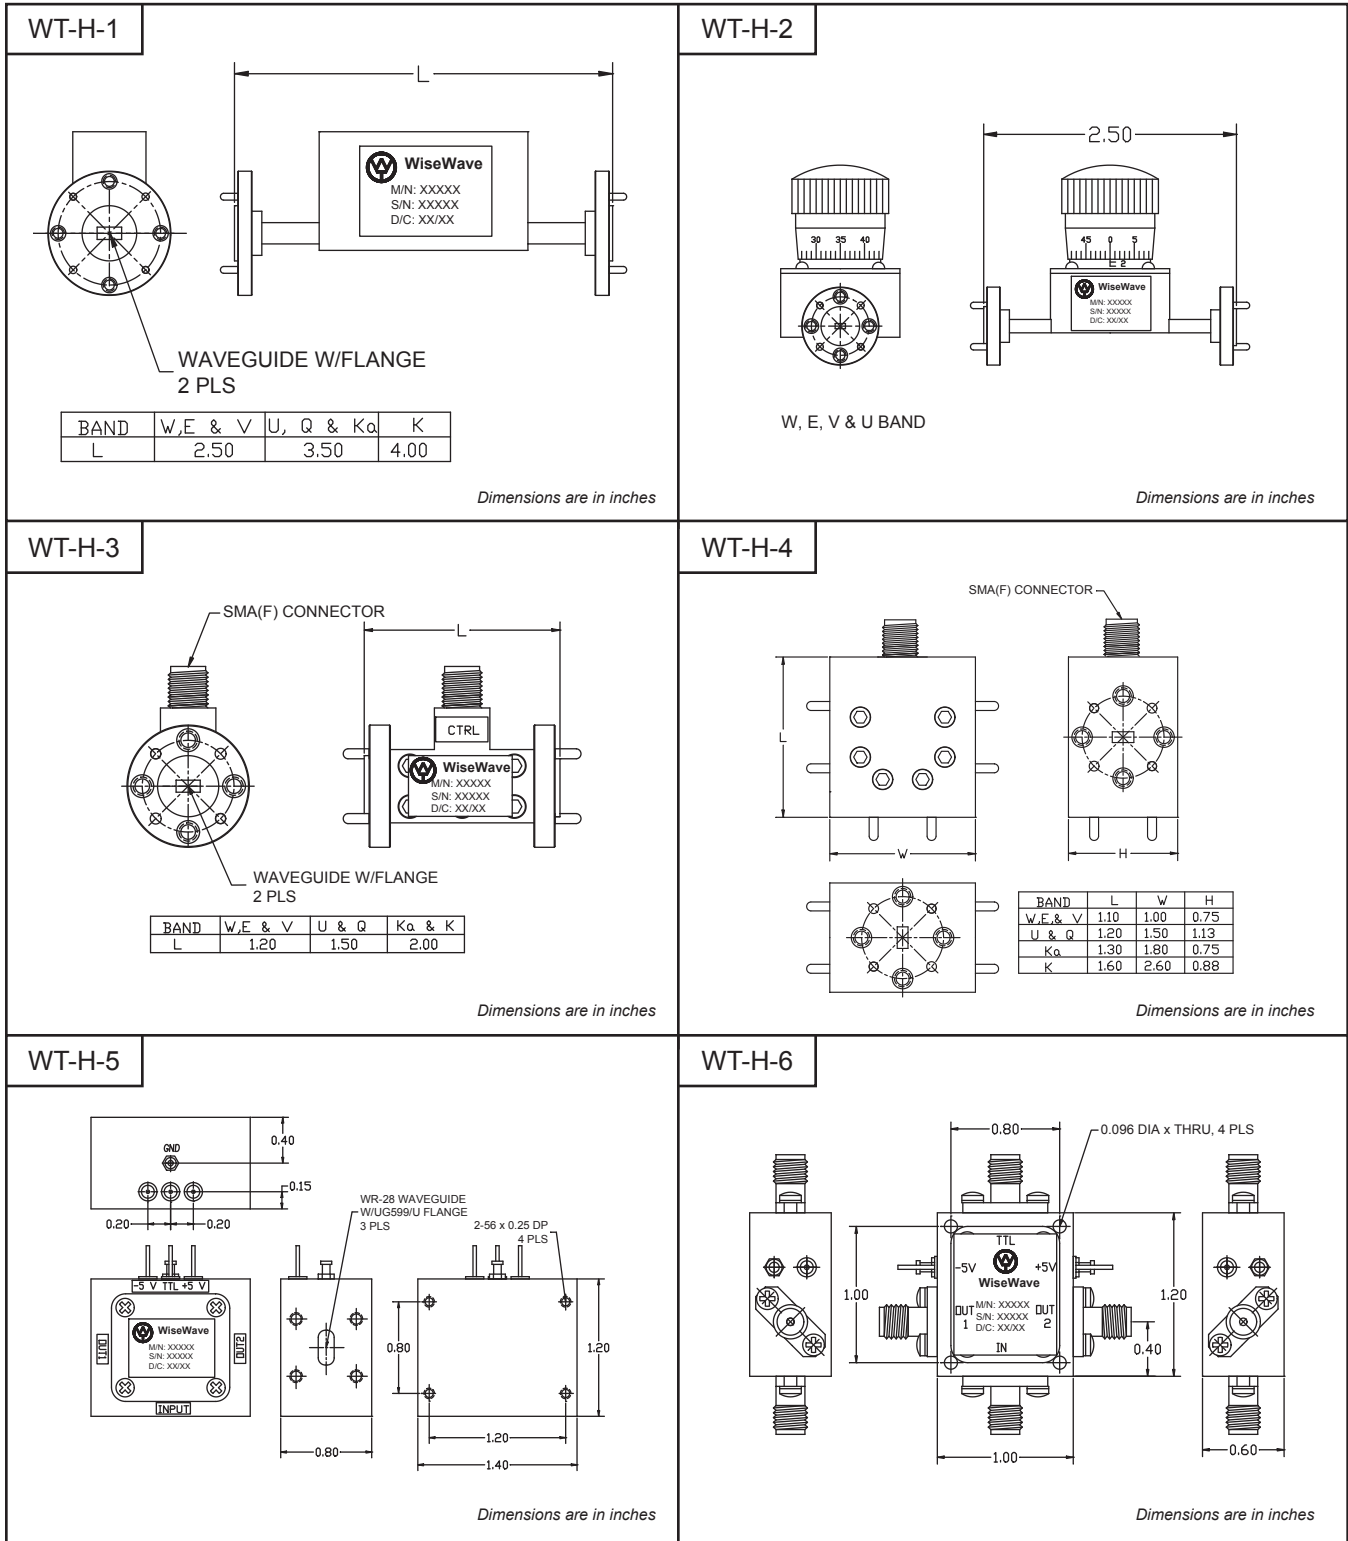 WT-H-1
L
WiseWave
M/N: XXXXX
S/N: XXXXX
D/C: XX/XX
WAVEGUIDE W/FLANGE
2 PLS
BAND W,E & V U, Q & Ka K
L 2.50 3.50 4.00
Dimensions are in inches
WT-H-2
2.50
30 35 40
45 0 5
2
WiseWave
M/N: XXXXX
S/N: XXXXX
D/C: XX/XX
W, E, V & U BAND
Dimensions are in inches
WT-H-3
SMA(F) CONNECTOR
L
CTRL
WiseWave
M/N: XXXXX
S/N: XXXXX
D/C: XX/XX
WAVEGUIDE W/FLANGE
2 PLS
BAND W,E & V U & Q Ka & K
L 1.20 1.50 2.00
Dimensions are in inches
WT-H-4
SMA(F) CONNECTOR
L
W
H
BAND L W H
W,E,& V 1.10 1.00 0.75
U & Q 1.20 1.50 1.13
Ka 1.30 1.80 0.75
K 1.60 2.60 0.88
Dimensions are in inches
WT-H-5
GND
0.40
0.15
0.20 0.20
WR-28 WAVEGUIDE
W/UG599/U FLANGE
3 PLS
2-56 x 0.25 DP
4 PLS
-5 V TTL +5 V
WiseWave
M/N: XXXXX
S/N: XXXXX
D/C: XX/XX
OUT1
OUT2
INPUT
0.80
0.80
1.20
1.20
1.40
Dimensions are in inches
WT-H-6
0.80
0.096 DIA x THRU, 4 PLS
TTL
-5V +5V
WiseWave
M/N: XXXXX
S/N: XXXXX
D/C: XX/XX
OUT
1
OUT
2
IN
1.00
1.20
0.40
1.00
0.60
Dimensions are in inches